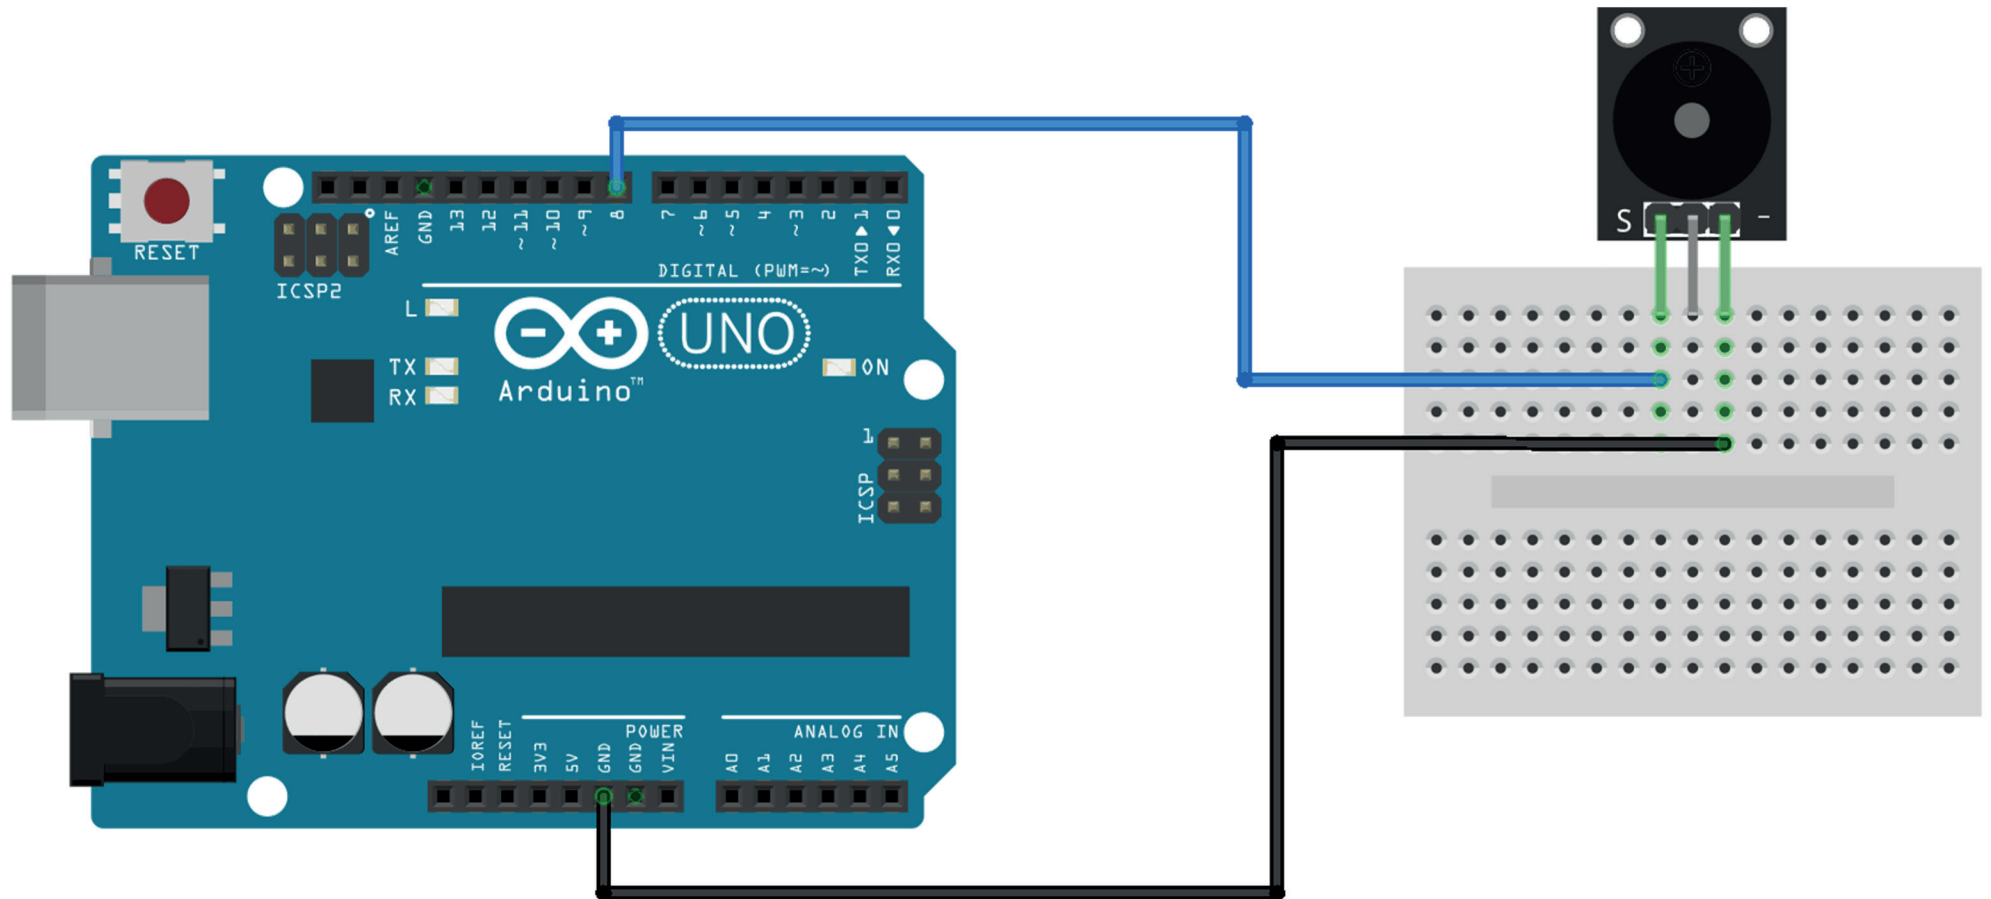 S -
RESET
AREF
GND
13
12
~11
~10
~9
8
7
~6
~5
4
~3
2
TX0▶1
RX0◀0
DIGITAL (PWM=~)
ICSP2
L
TX
RX
UNO
Arduino™
ON
1
ICSP
POWER
ANALOG IN
IOREF
RESET
3V3
5V
GND
GND
VIN
A0
A1
A2
A3
A4
A5